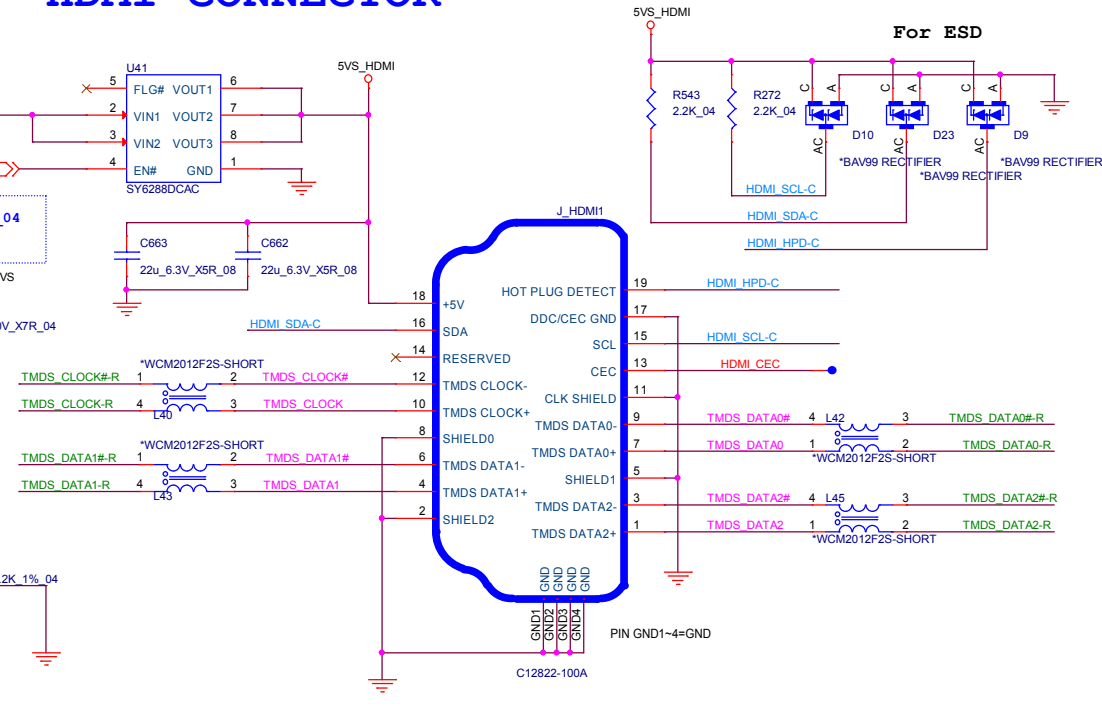 HDMI CONNECTOR
5VS_HDMI
For ESD
U41
5VS_HDMI
5 FLG# VOUT1 6
2 VIN1 VOUT2 7
3 VIN2 VOUT3 8
4 EN# GND 1
SY6288DCAC
R543
2.2K_04
R272
2.2K_04
C A C A C A
D10 D23 D9
AC AC AC
*BAV99 RECTIFIER
*BAV99 RECTIFIER
*BAV99 RECTIFIER
HDMI_SCL-C
HDMI_SDA-C
HDMI_HPD-C
_04
VS
0V_X7R_04
C663
22u_6.3V_X5R_08
C662
22u_6.3V_X5R_08
J_HDMI1
18 +5V
HDMI_SDA-C 16 SDA
14 RESERVED
12 TMDS CLOCK-
10 TMDS CLOCK+
8 SHIELD0
6 TMDS DATA1-
4 TMDS DATA1+
2 SHIELD2
HOT PLUG DETECT 19 HDMI_HPD-C
DDC/CEC GND 17
SCL 15 HDMI_SCL-C
CEC 13 HDMI_CEC
CLK SHIELD 11
TMDS DATA0- 9
TMDS DATA0+ 7
SHIELD1 5
TMDS DATA2- 3
TMDS DATA2+ 1
*WCM2012F2S-SHORT
TMDS_CLOCK#-R 1 2 TMDS_CLOCK#
TMDS_CLOCK-R 4 3 TMDS_CLOCK
L40
*WCM2012F2S-SHORT
TMDS_DATA1#-R 1 2 TMDS_DATA1#
TMDS_DATA1-R 4 3 TMDS_DATA1
L43
TMDS_DATA0# 4 L42 3 TMDS_DATA0#-R
TMDS_DATA0 1 2 TMDS_DATA0-R
*WCM2012F2S-SHORT
TMDS_DATA2# 4 L45 3 TMDS_DATA2#-R
TMDS_DATA2 1 2 TMDS_DATA2-R
*WCM2012F2S-SHORT
.2K_1%_04
GND GND GND GND
GND1 GND2 GND3 GND4
PIN GND1~4=GND
C12822-100A